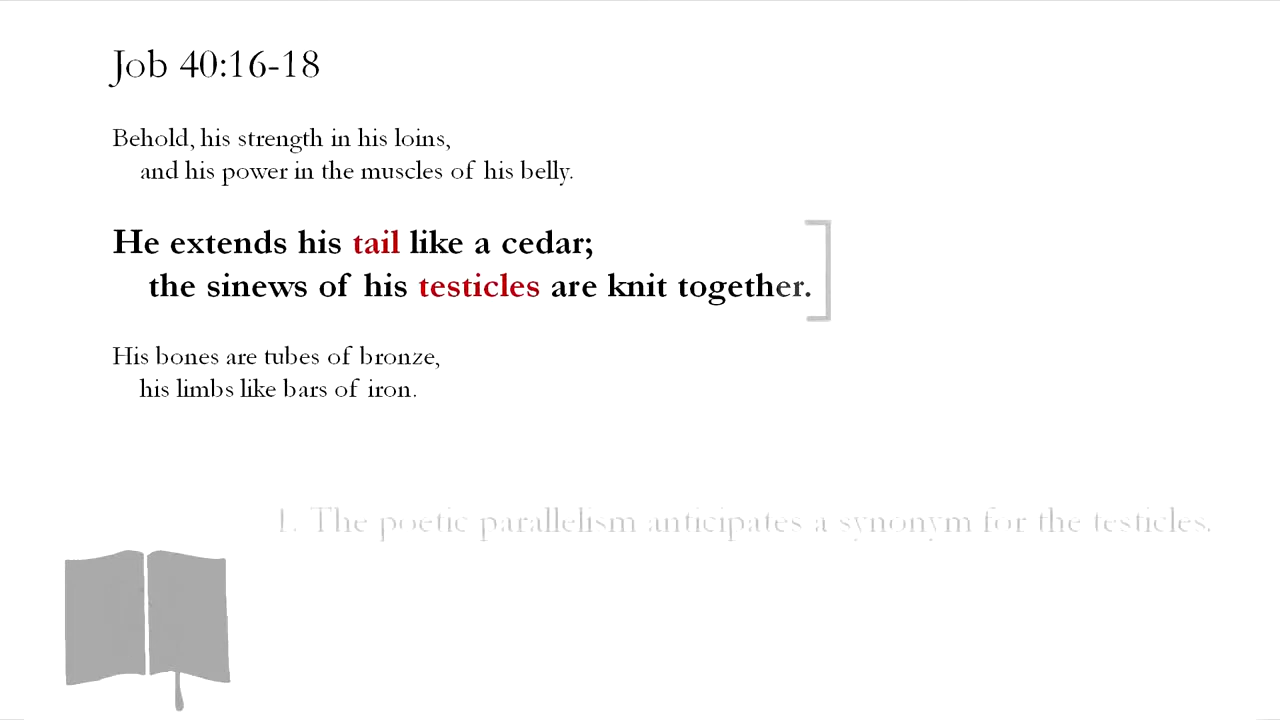 Job 40:16-18
Behold, his strength in his loins,
and his power in the muscles of his belly.
He extends his tail like a cedar;
the sinews of his testicles are knit together.
His bones are tubes of bronze,
his limbs like bars of iron.
1. The poetic parallelism anticipates a synonym for the testicles.